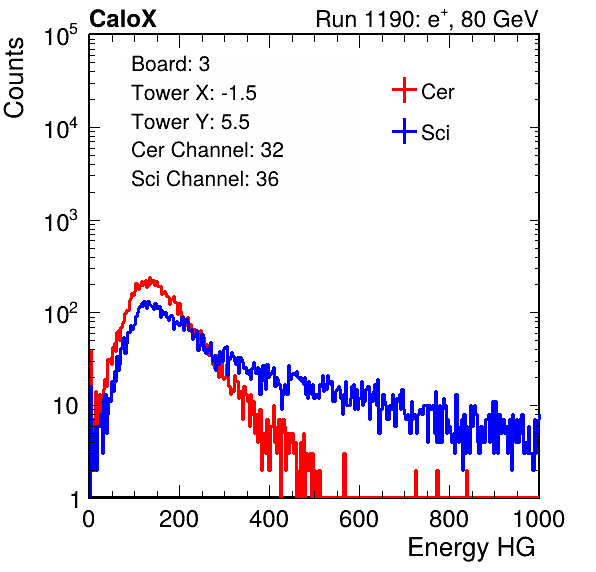 CaloX Run 1190: e⁺, 80 GeV
Counts
10⁵
10⁴
10³
10²
10
1
Board: 3
Tower X: -1.5
Tower Y: 5.5
Cer Channel: 32
Sci Channel: 36
Cer
Sci
0 200 400 600 800 1000
Energy HG